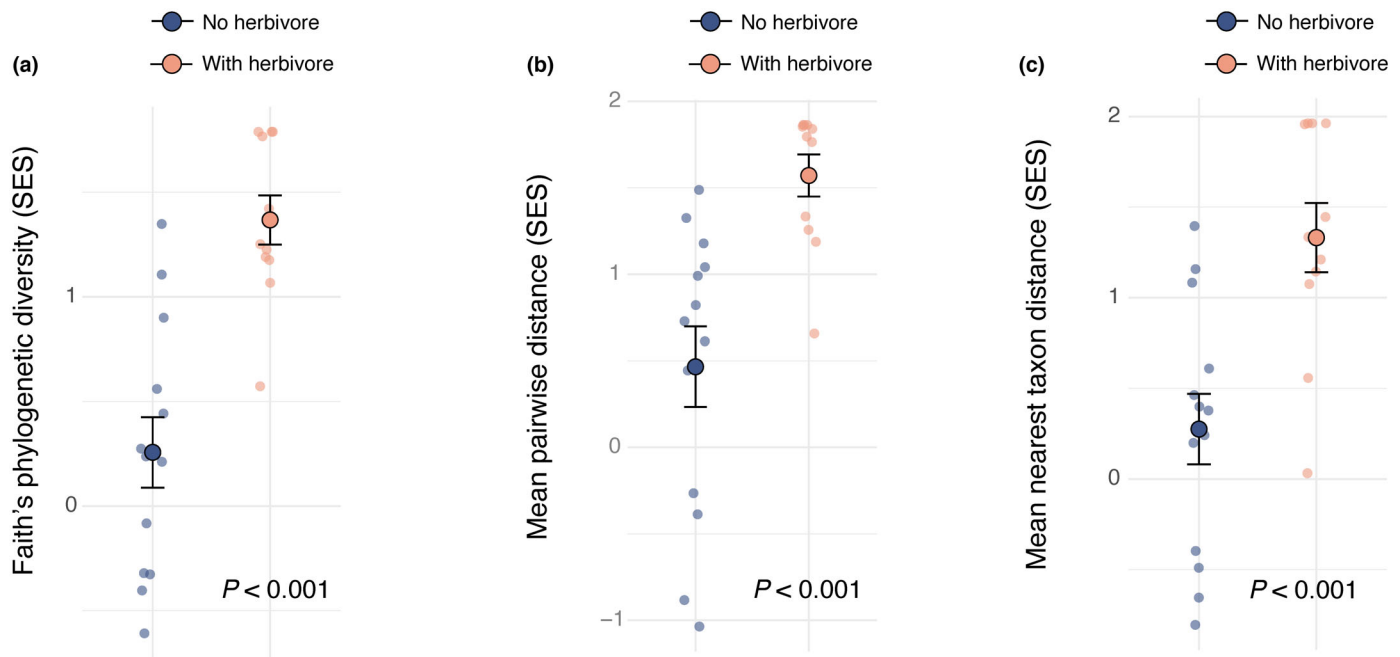 (a)
No herbivore
With herbivore
Faith's phylogenetic diversity (SES)
1
0
P < 0.001
(b)
No herbivore
With herbivore
Mean pairwise distance (SES)
2
1
0
−1
P < 0.001
(c)
No herbivore
With herbivore
Mean nearest taxon distance (SES)
2
1
0
P < 0.001